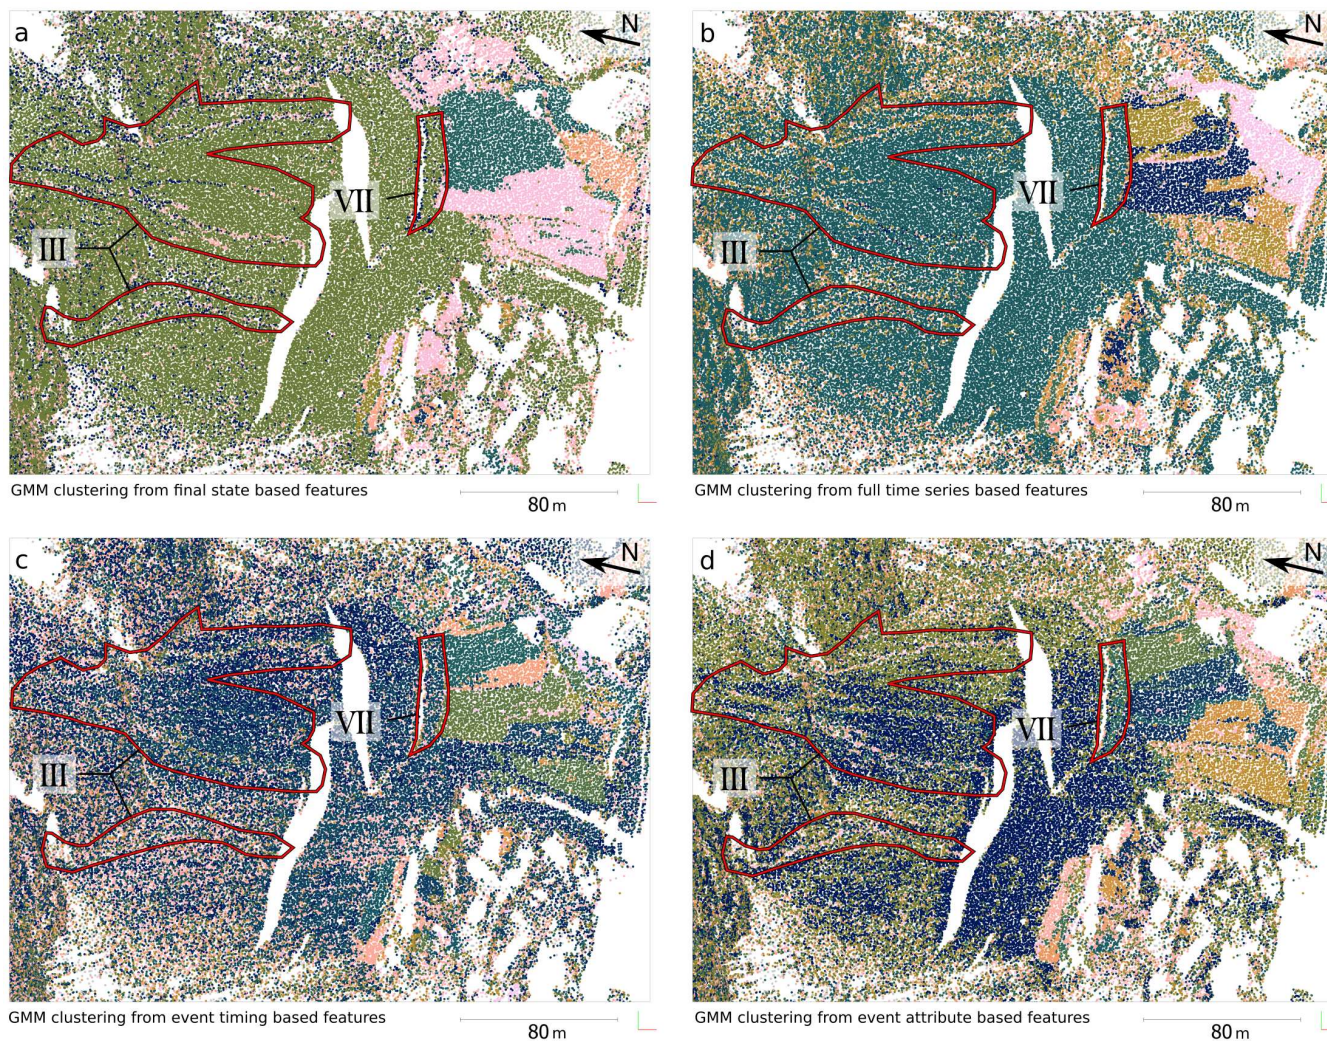 a
N
VII
III
GMM clustering from final state based features
80 m
b
N
VII
III
GMM clustering from full time series based features
80 m
c
N
VII
III
GMM clustering from event timing based features
80 m
d
N
VII
III
GMM clustering from event attribute based features
80 m